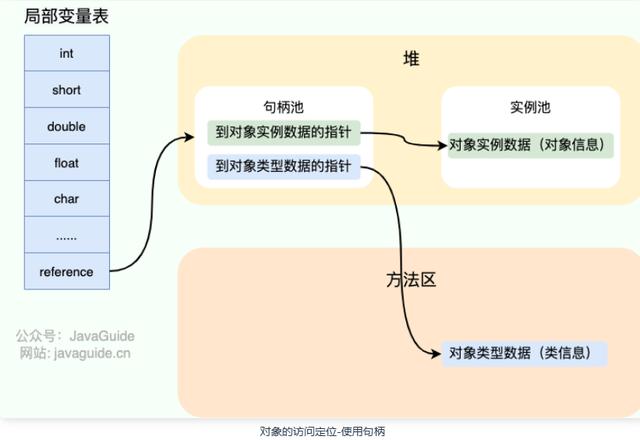 局部变量表
int
short
double
float
char
......
reference
堆
句柄池
到对象实例数据的指针
到对象类型数据的指针
实例池
对象实例数据（对象信息）
方法区
对象类型数据（类信息）
公众号：JavaGuide
网站: javaguide.cn
对象的访问定位-使用句柄